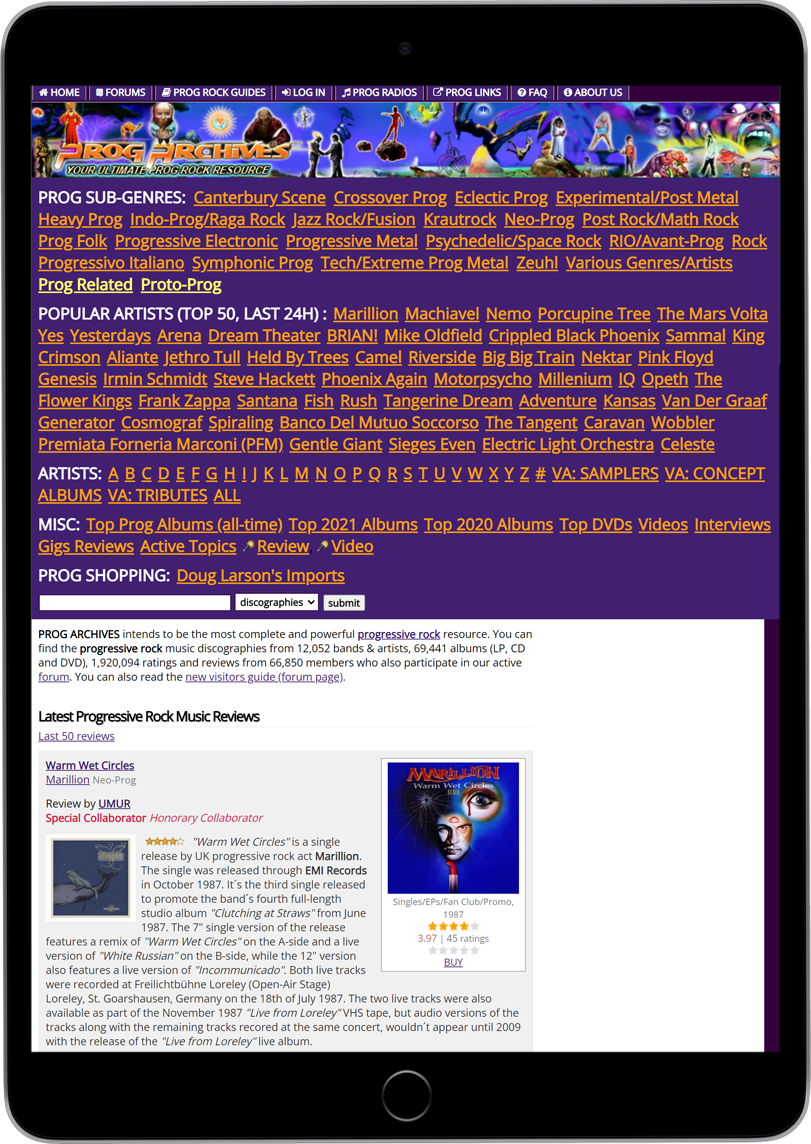 HOME FORUMS PROG ROCK GUIDES LOG IN PROG RADIOS PROG LINKS FAQ ABOUT US
PROG ARCHIVES
YOUR ULTIMATE PROG ROCK RESOURCE
PROG SUB-GENRES: Canterbury Scene Crossover Prog Eclectic Prog Experimental/Post Metal
Heavy Prog Indo-Prog/Raga Rock Jazz Rock/Fusion Krautrock Neo-Prog Post Rock/Math Rock
Prog Folk Progressive Electronic Progressive Metal Psychedelic/Space Rock RIO/Avant-Prog Rock
Progressivo Italiano Symphonic Prog Tech/Extreme Prog Metal Zeuhl Various Genres/Artists
Prog Related Proto-Prog
POPULAR ARTISTS (TOP 50, LAST 24H) : Marillion Machiavel Nemo Porcupine Tree The Mars Volta
Yes Yesterdays Arena Dream Theater BRIAN! Mike Oldfield Crippled Black Phoenix Sammal King
Crimson Aliante Jethro Tull Held By Trees Camel Riverside Big Big Train Nektar Pink Floyd
Genesis Irmin Schmidt Steve Hackett Phoenix Again Motorpsycho Millenium IQ Opeth The
Flower Kings Frank Zappa Santana Fish Rush Tangerine Dream Adventure Kansas Van Der Graaf
Generator Cosmograf Spiraling Banco Del Mutuo Soccorso The Tangent Caravan Wobbler
Premiata Forneria Marconi (PFM) Gentle Giant Sieges Even Electric Light Orchestra Celeste
ARTISTS: A B C D E F G H I J K L M N O P Q R S T U V W X Y Z # VA: SAMPLERS VA: CONCEPT
ALBUMS VA: TRIBUTES ALL
MISC: Top Prog Albums (all-time) Top 2021 Albums Top 2020 Albums Top DVDs Videos Interviews
Gigs Reviews Active Topics Review, Video
PROG SHOPPING: Doug Larson's Imports
discographies submit
PROG ARCHIVES intends to be the most complete and powerful progressive rock resource. You can
find the progressive rock music discographies from 12,052 bands & artists, 69,441 albums (LP, CD
and DVD), 1,920,094 ratings and reviews from 66,850 members who also participate in our active
forum. You can also read the new visitors guide (forum page).
Latest Progressive Rock Music Reviews
Last 50 reviews
Warm Wet Circles
Marillion Neo-Prog
Review by UMUR
Special Collaborator Honorary Collaborator
"Warm Wet Circles" is a single
release by UK progressive rock act Marillion.
The single was released through EMI Records
in October 1987. It´s the third single released
to promote the band´s fourth full-length
studio album "Clutching at Straws" from June
1987. The 7" single version of the release
features a remix of "Warm Wet Circles" on the A-side and a live
version of "White Russian" on the B-side, while the 12" version
also features a live version of "Incommunicado". Both live tracks
were recorded at Freilichtbühne Loreley (Open-Air Stage)
Loreley, St. Goarshausen, Germany on the 18th of July 1987. The two live tracks were also
available as part of the November 1987 "Live from Loreley" VHS tape, but audio versions of the
tracks along with the remaining tracks recored at the same concert, wouldn´t appear until 2009
with the release of the "Live from Loreley" live album.
MARILLION
Warm Wet Circles
REMIX
Singles/EPs/Fan Club/Promo,
1987
3.97 | 45 ratings
BUY